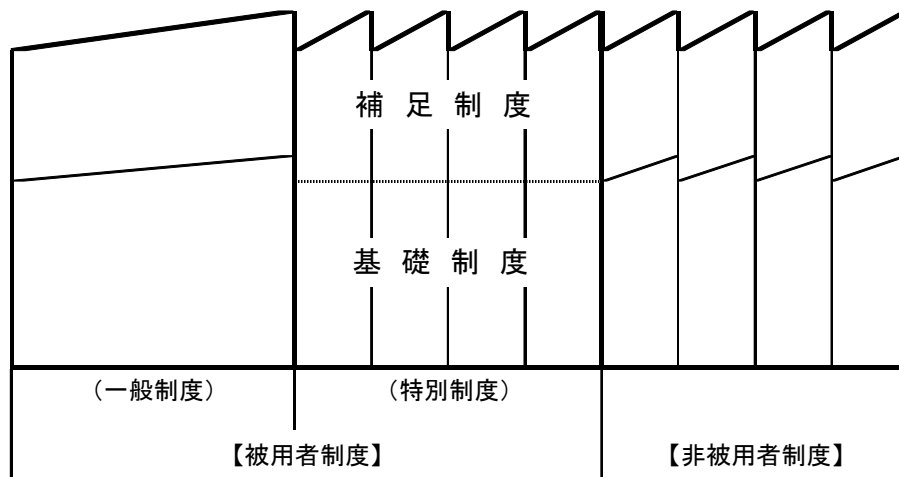 補足制度
基礎制度
（一般制度）
（特別制度）
【被用者制度】
【非被用者制度】